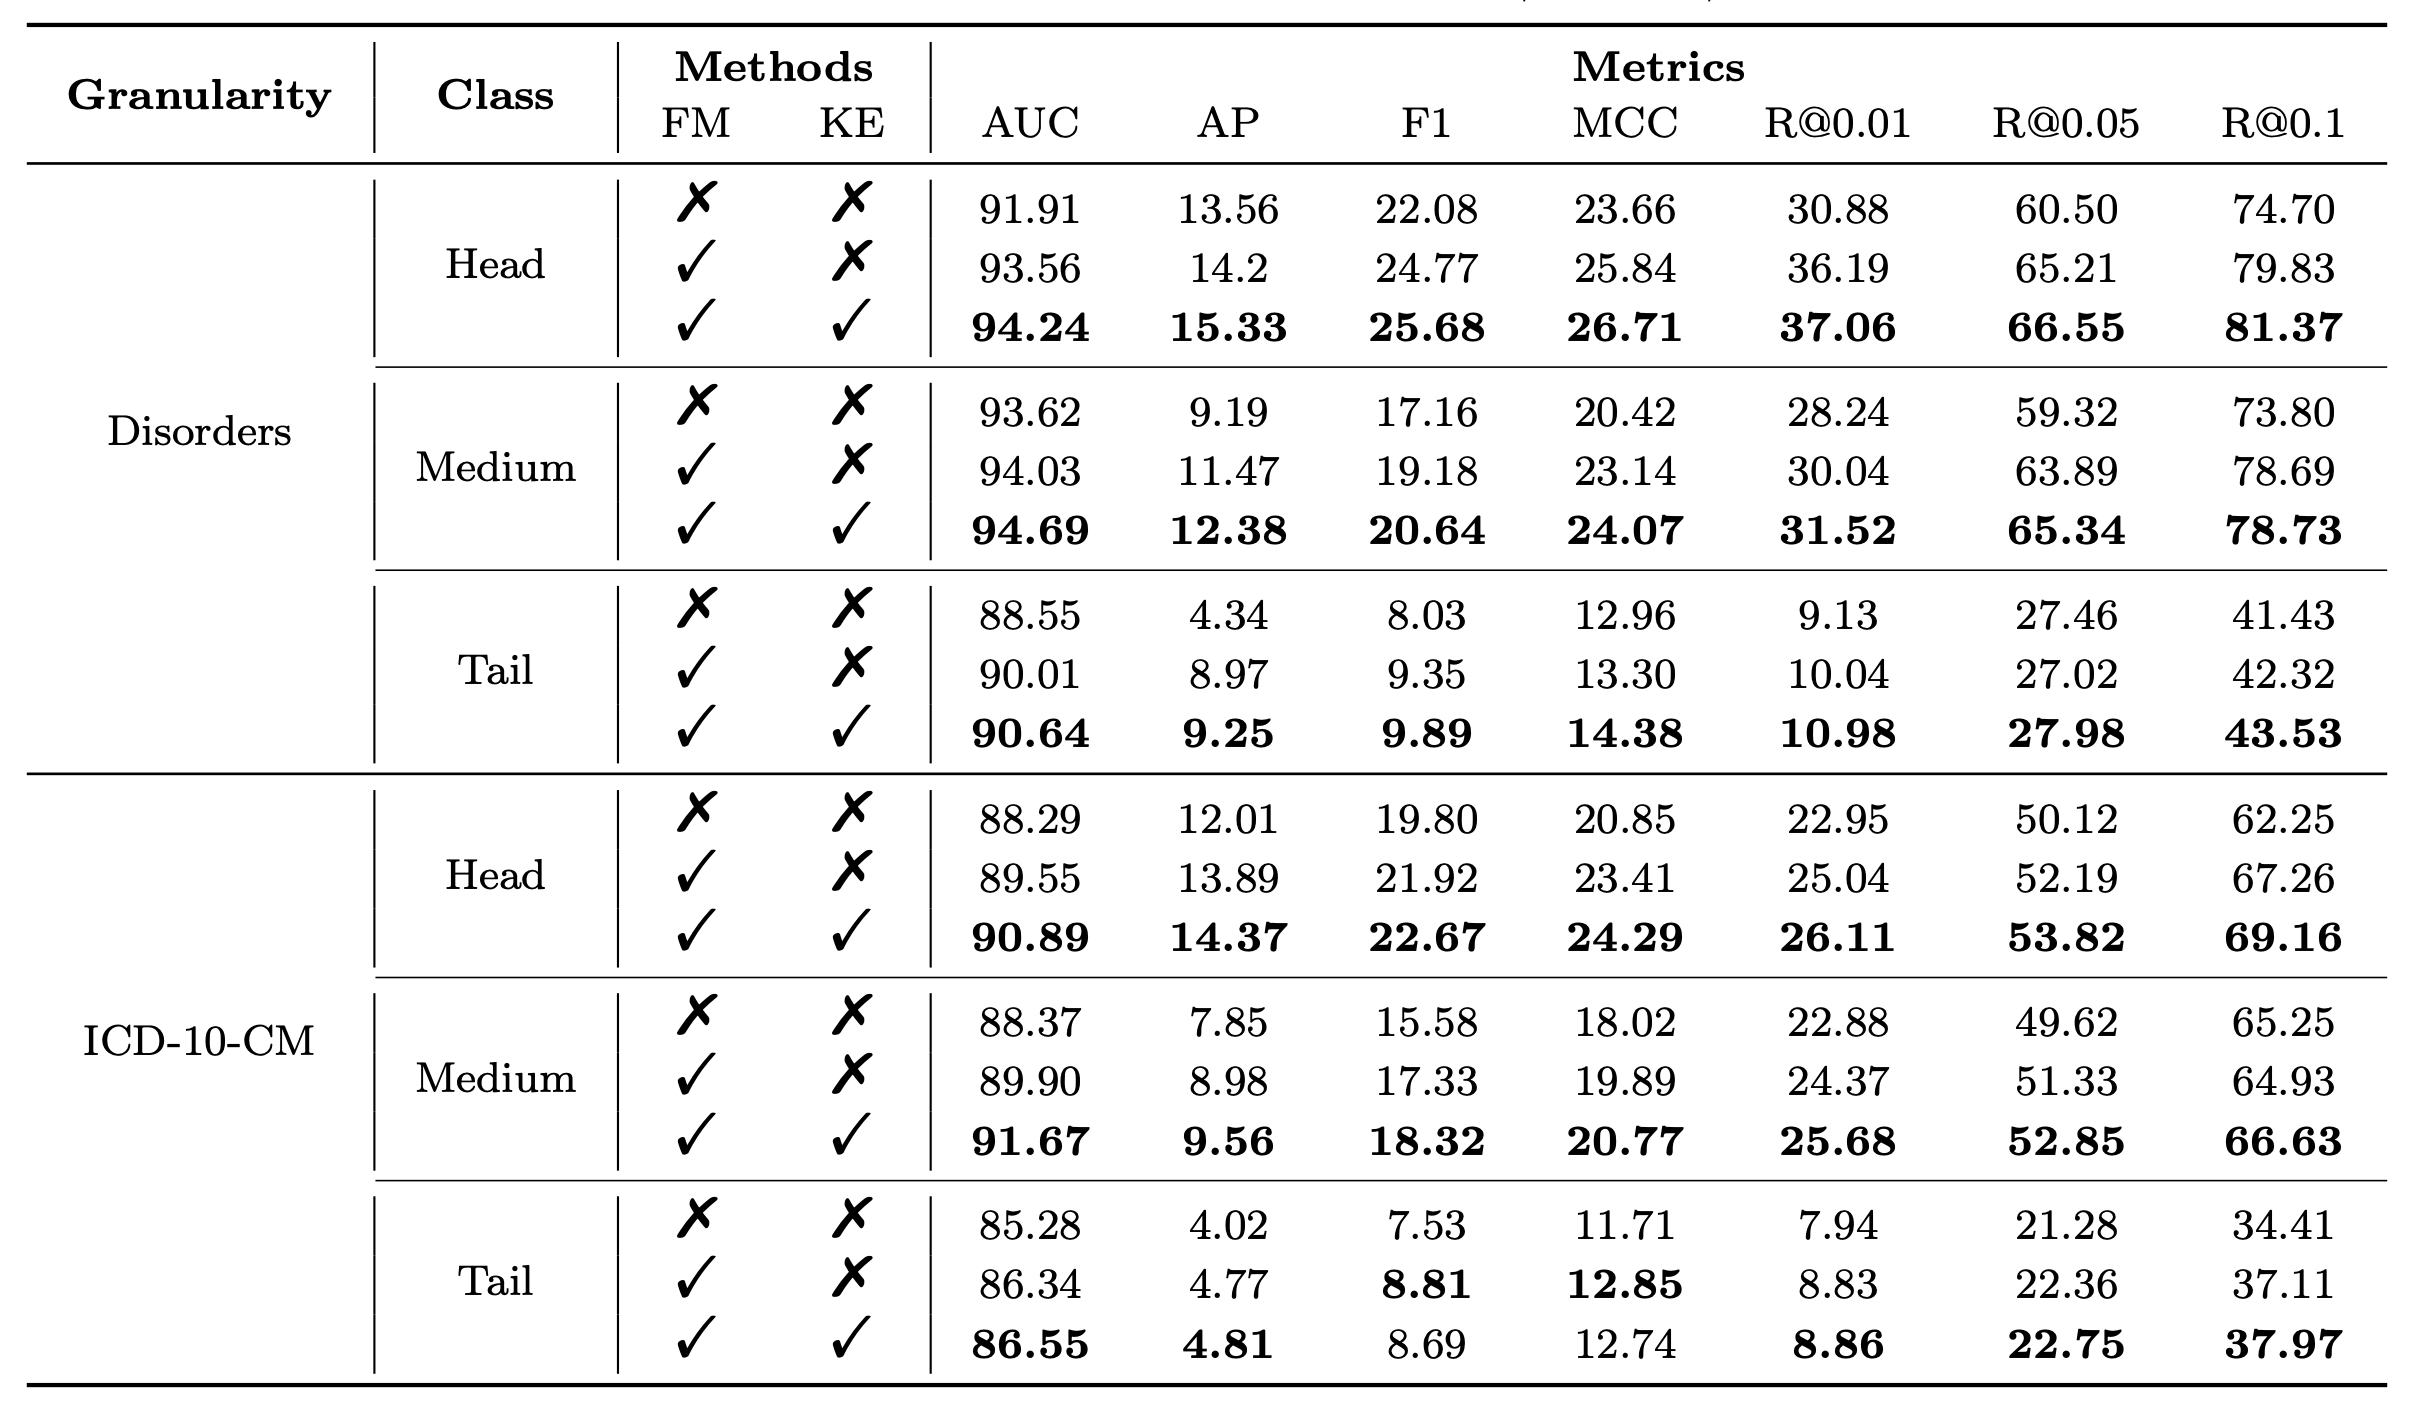 Methods Metrics
Granularity Class
FM KE AUC AP F1 MCC R@0.01 R@0.05 R@0.1
✗ ✗ 91.91 13.56 22.08 23.66 30.88 60.50 74.70
Head ✓ ✗ 93.56 14.2 24.77 25.84 36.19 65.21 79.83
✓ ✓ 94.24 15.33 25.68 26.71 37.06 66.55 81.37
✗ ✗ 93.62 9.19 17.16 20.42 28.24 59.32 73.80
Disorders
Medium ✓ ✗ 94.03 11.47 19.18 23.14 30.04 63.89 78.69
✓ ✓ 94.69 12.38 20.64 24.07 31.52 65.34 78.73
✗ ✗ 88.55 4.34 8.03 12.96 9.13 27.46 41.43
Tail ✓ ✗ 90.01 8.97 9.35 13.30 10.04 27.02 42.32
✓ ✓ 90.64 9.25 9.89 14.38 10.98 27.98 43.53
✗ ✗ 88.29 12.01 19.80 20.85 22.95 50.12 62.25
Head ✓ ✗ 89.55 13.89 21.92 23.41 25.04 52.19 67.26
✓ ✓ 90.89 14.37 22.67 24.29 26.11 53.82 69.16
✗ ✗ 88.37 7.85 15.58 18.02 22.88 49.62 65.25
ICD-10-CM
Medium ✓ ✗ 89.90 8.98 17.33 19.89 24.37 51.33 64.93
✓ ✓ 91.67 9.56 18.32 20.77 25.68 52.85 66.63
✗ ✗ 85.28 4.02 7.53 11.71 7.94 21.28 34.41
Tail ✓ ✗ 86.34 4.77 8.81 12.85 8.83 22.36 37.11
✓ ✓ 86.55 4.81 8.69 12.74 8.86 22.75 37.97